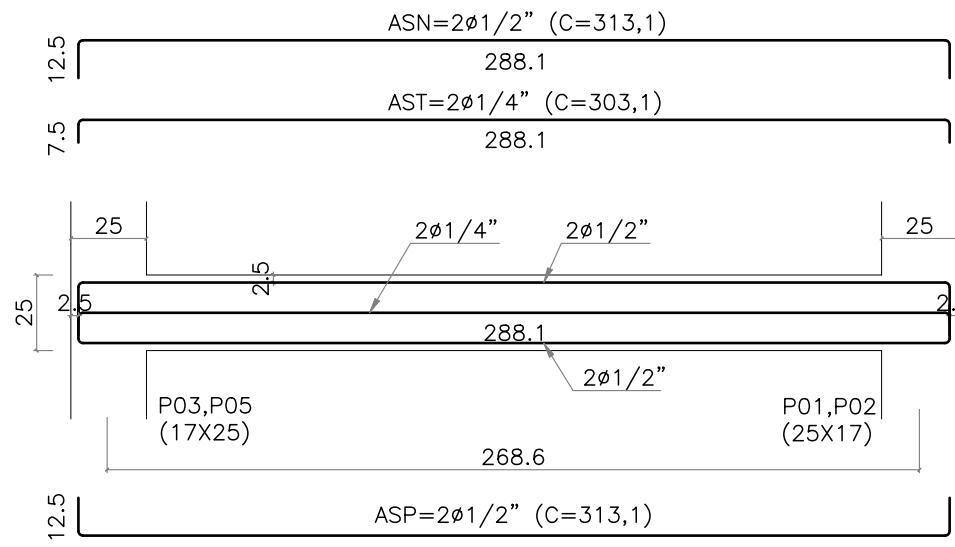 ASN=2ø1/2” (C=313,1)
12.5
288.1
AST=2ø1/4” (C=303,1)
7.5
288.1
25
2ø1/4”
2ø1/2”
25
2.5
25
2.5
2.
288.1
2ø1/2”
P03,P05
(17X25)
P01,P02
(25X17)
268.6
12.5
ASP=2ø1/2” (C=313,1)